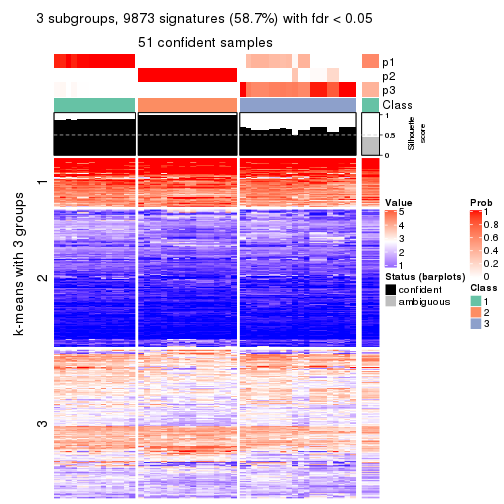 3 subgroups, 9873 signatures (58.7%) with fdr < 0.05
51 confident samples
p1
p2
p3
Class
1
0.5
0
Silhouette
score
k-means with 3 groups
1
2
3
Value
5
4
3
2
1
Status (barplots)
confident
ambiguous
Prob
1
0.8
0.6
0.4
0.2
0
Class
1
2
3